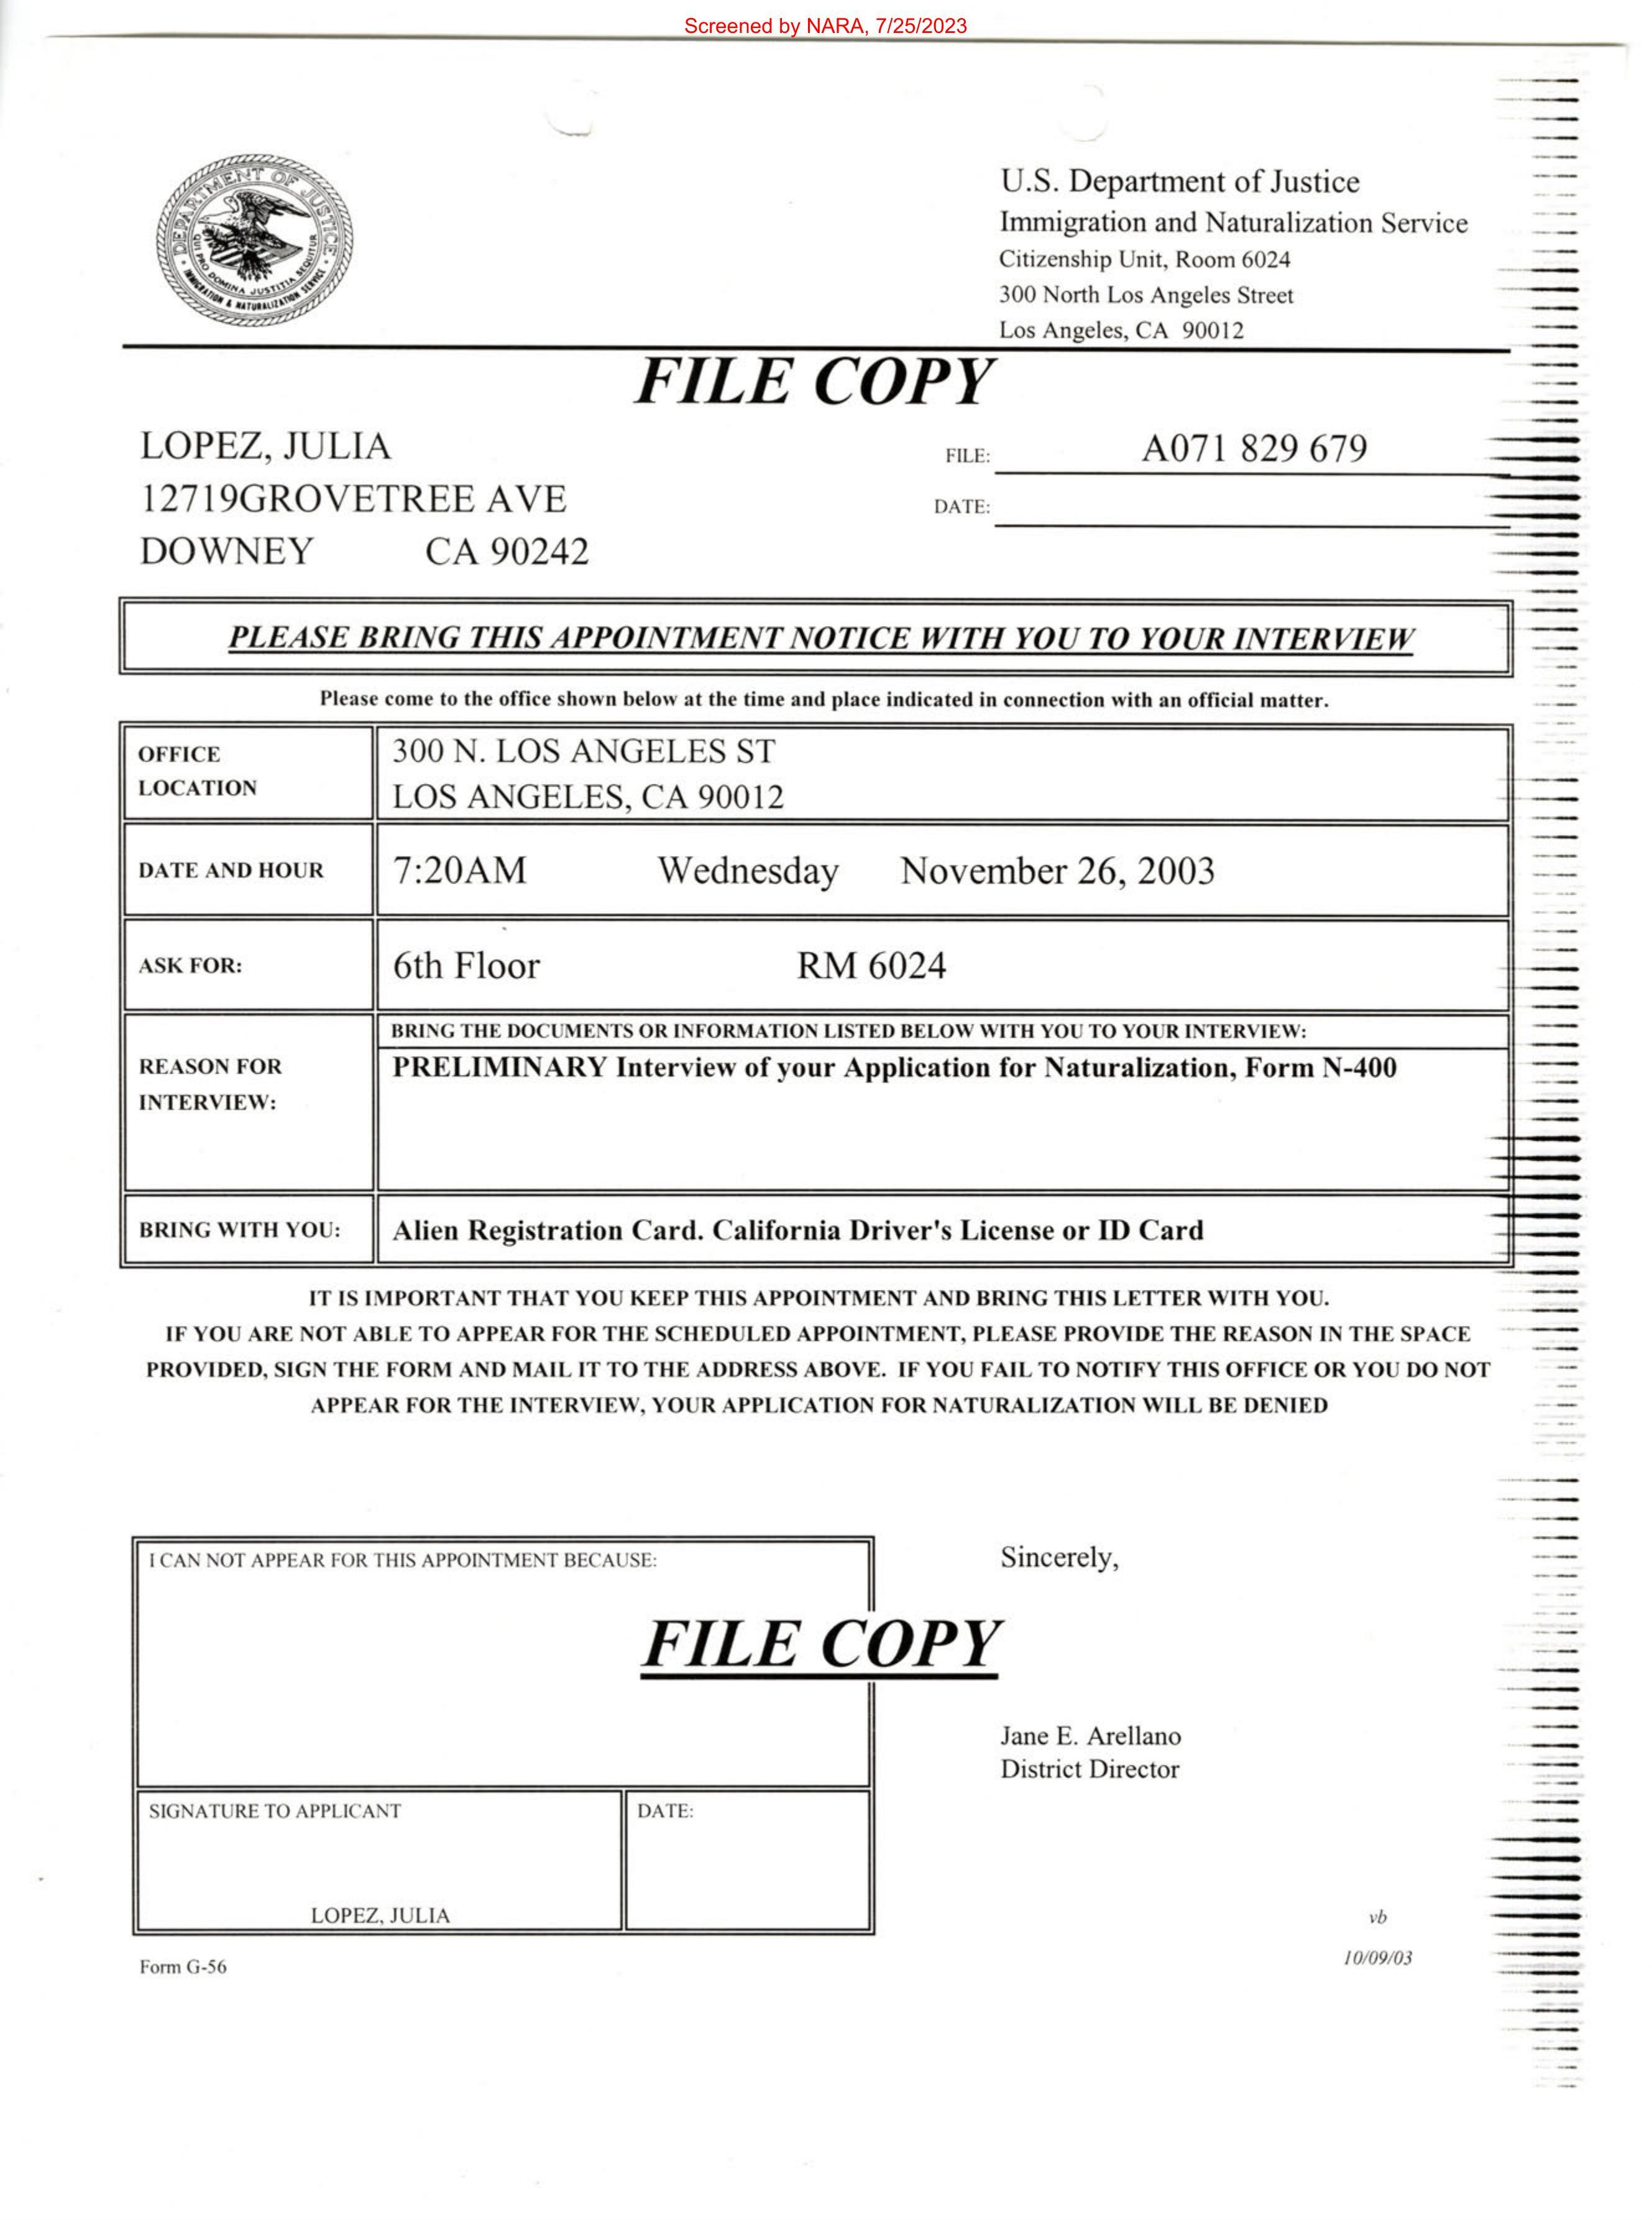 Screened by NARA, 7/25/2023
DEPARTMENT OF JUSTICE
QUI PRO DOMINA JUSTITIA SEQUITUR
IMMIGRATION & NATURALIZATION SERVICE
U.S. Department of Justice
Immigration and Naturalization Service
Citizenship Unit, Room 6024
300 North Los Angeles Street
Los Angeles, CA 90012
FILE COPY
LOPEZ, JULIA
FILE: A071 829 679
12719GROVETREE AVE
DATE:
DOWNEY CA 90242
PLEASE BRING THIS APPOINTMENT NOTICE WITH YOU TO YOUR INTERVIEW
Please come to the office shown below at the time and place indicated in connection with an official matter.
OFFICE
LOCATION
300 N. LOS ANGELES ST
LOS ANGELES, CA 90012
DATE AND HOUR 7:20AM Wednesday November 26, 2003
ASK FOR: 6th Floor RM 6024
REASON FOR
INTERVIEW:
BRING THE DOCUMENTS OR INFORMATION LISTED BELOW WITH YOU TO YOUR INTERVIEW:
PRELIMINARY Interview of your Application for Naturalization, Form N-400
BRING WITH YOU: Alien Registration Card. California Driver's License or ID Card
IT IS IMPORTANT THAT YOU KEEP THIS APPOINTMENT AND BRING THIS LETTER WITH YOU.
IF YOU ARE NOT ABLE TO APPEAR FOR THE SCHEDULED APPOINTMENT, PLEASE PROVIDE THE REASON IN THE SPACE
PROVIDED, SIGN THE FORM AND MAIL IT TO THE ADDRESS ABOVE. IF YOU FAIL TO NOTIFY THIS OFFICE OR YOU DO NOT
APPEAR FOR THE INTERVIEW, YOUR APPLICATION FOR NATURALIZATION WILL BE DENIED
I CAN NOT APPEAR FOR THIS APPOINTMENT BECAUSE:
Sincerely,
FILE COPY
Jane E. Arellano
District Director
SIGNATURE TO APPLICANT
DATE:
LOPEZ, JULIA
vb
Form G-56
10/09/03